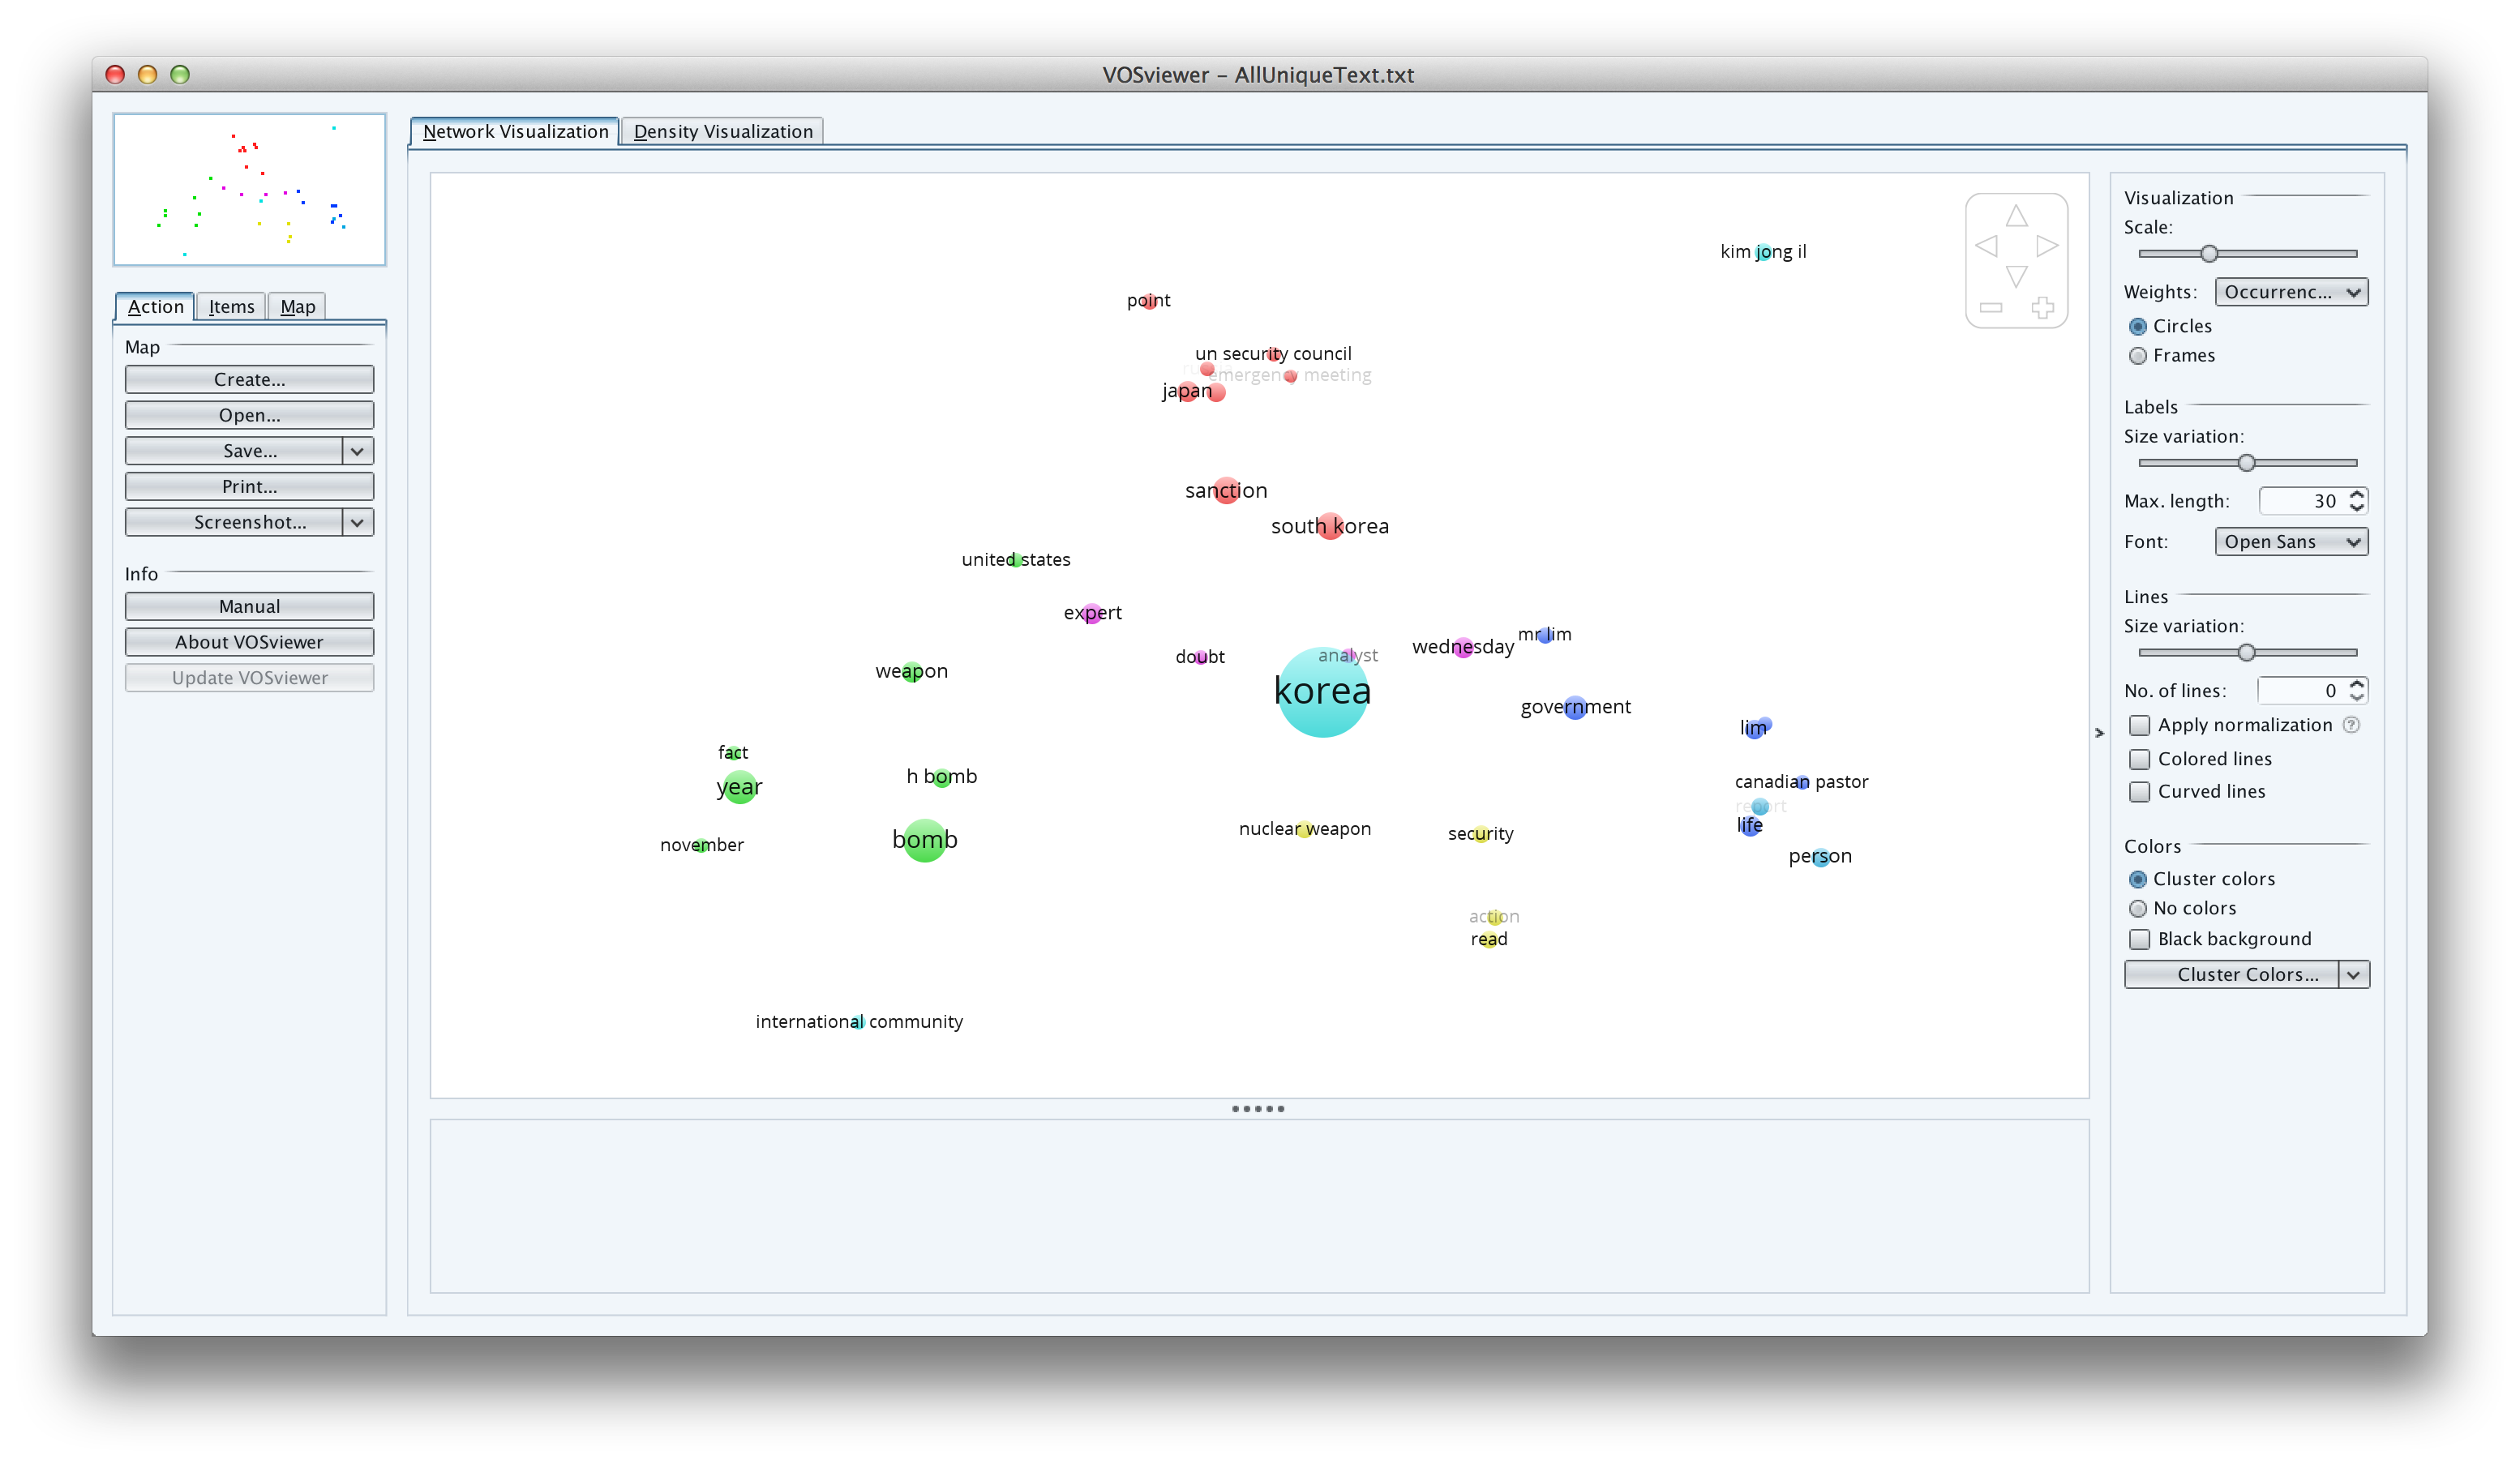 VOSviewer – AllUniqueText.txt
Network Visualization
Density Visualization
Action
Items
Map
Map
Create...
Open...
Save...
Print...
Screenshot...
Info
Manual
About VOSviewer
Update VOSviewer
kim jong il
point
un security council
emergency meeting
japan
sanction
south korea
united states
expert
mr lim
wednesday
doubt
analyst
weapon
korea
government
lim
fact
h bomb
canadian pastor
year
report
life
nuclear weapon
security
bomb
november
person
action
read
international community
Visualization
Scale:
Weights:
Occurrenc...
Circles
Frames
Labels
Size variation:
Max. length:
30
Font:
Open Sans
Lines
Size variation:
No. of lines:
0
Apply normalization ?
Colored lines
Curved lines
Colors
Cluster colors
No colors
Black background
Cluster Colors...